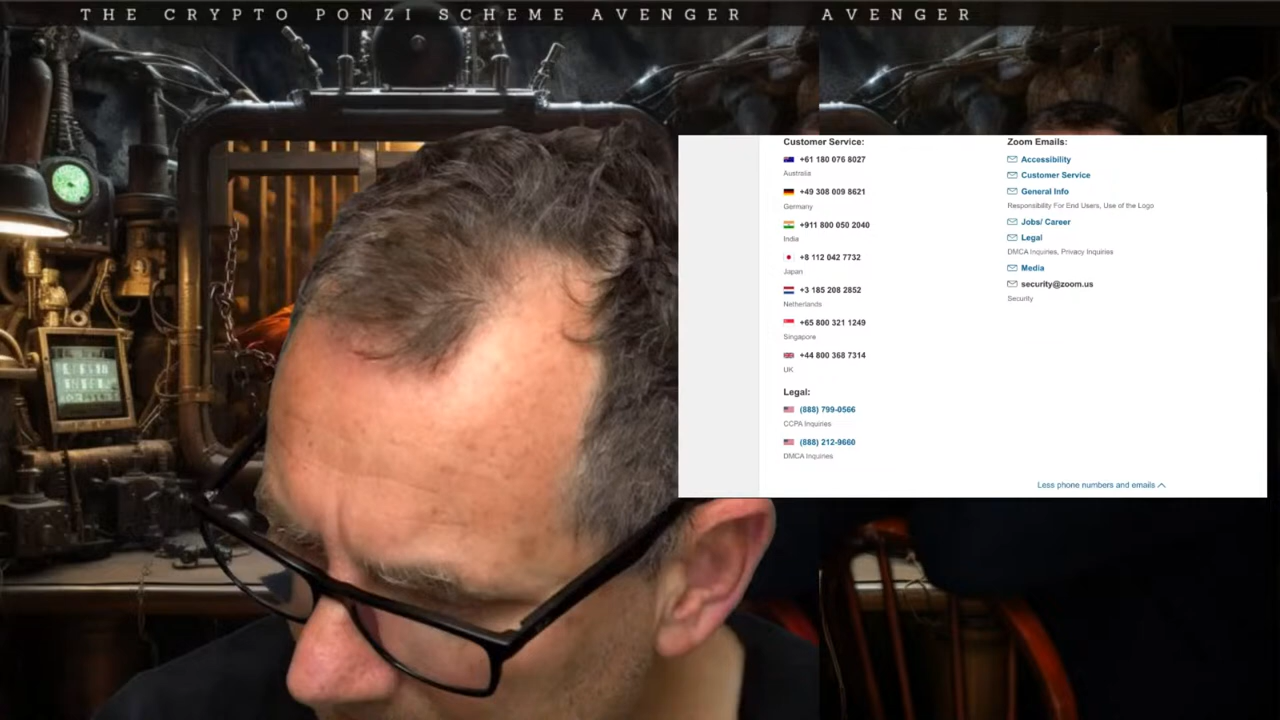 THE CRYPTO PONZI SCHEME AVENGER
AVENGER
Customer Service:
+61 180 076 8027
Australia
+49 308 009 8621
Germany
+911 800 050 2040
India
+8 112 042 7732
Japan
+3 185 208 2852
Netherlands
+65 800 321 1249
Singapore
+44 800 368 7314
UK
Legal:
(888) 799-0566
CCPA Inquiries
(888) 212-9660
DMCA Inquiries
Zoom Emails:
Accessibility
Customer Service
General Info
Responsibility For End Users, Use of the Logo
Jobs/ Career
Legal
DMCA Inquiries, Privacy Inquiries
Media
security@zoom.us
Security
Less phone numbers and emails